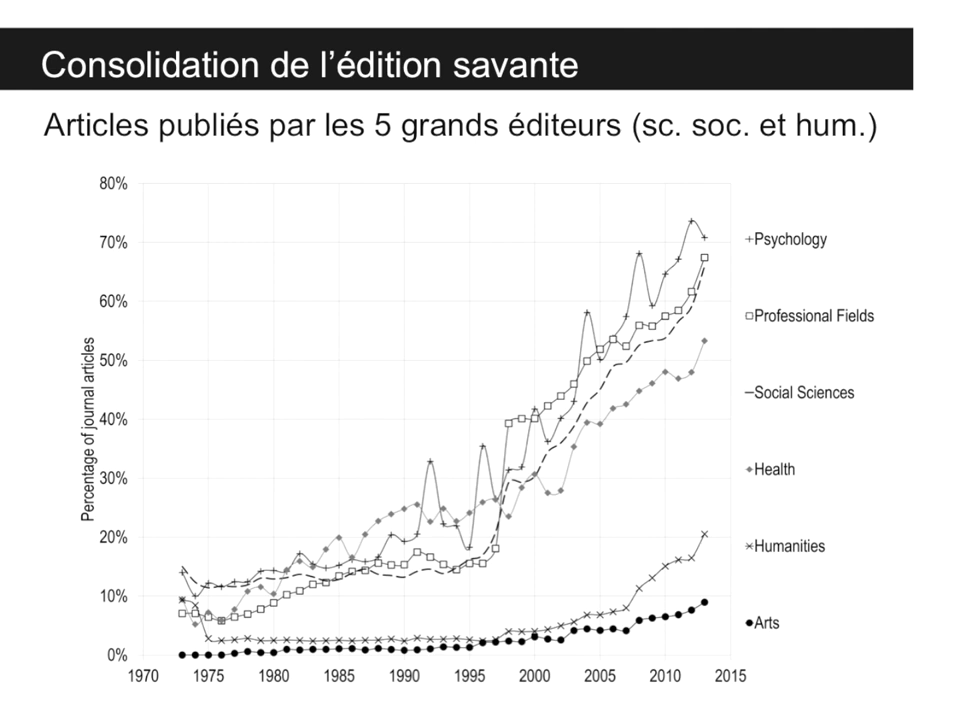 Consolidation de l’édition savante
Articles publiés par les 5 grands éditeurs (sc. soc. et hum.)
Percentage of journal articles
80%
70%
60%
50%
40%
30%
20%
10%
0%
1970 1975 1980 1985 1990 1995 2000 2005 2010 2015
Psychology
Professional Fields
Social Sciences
Health
Humanities
Arts